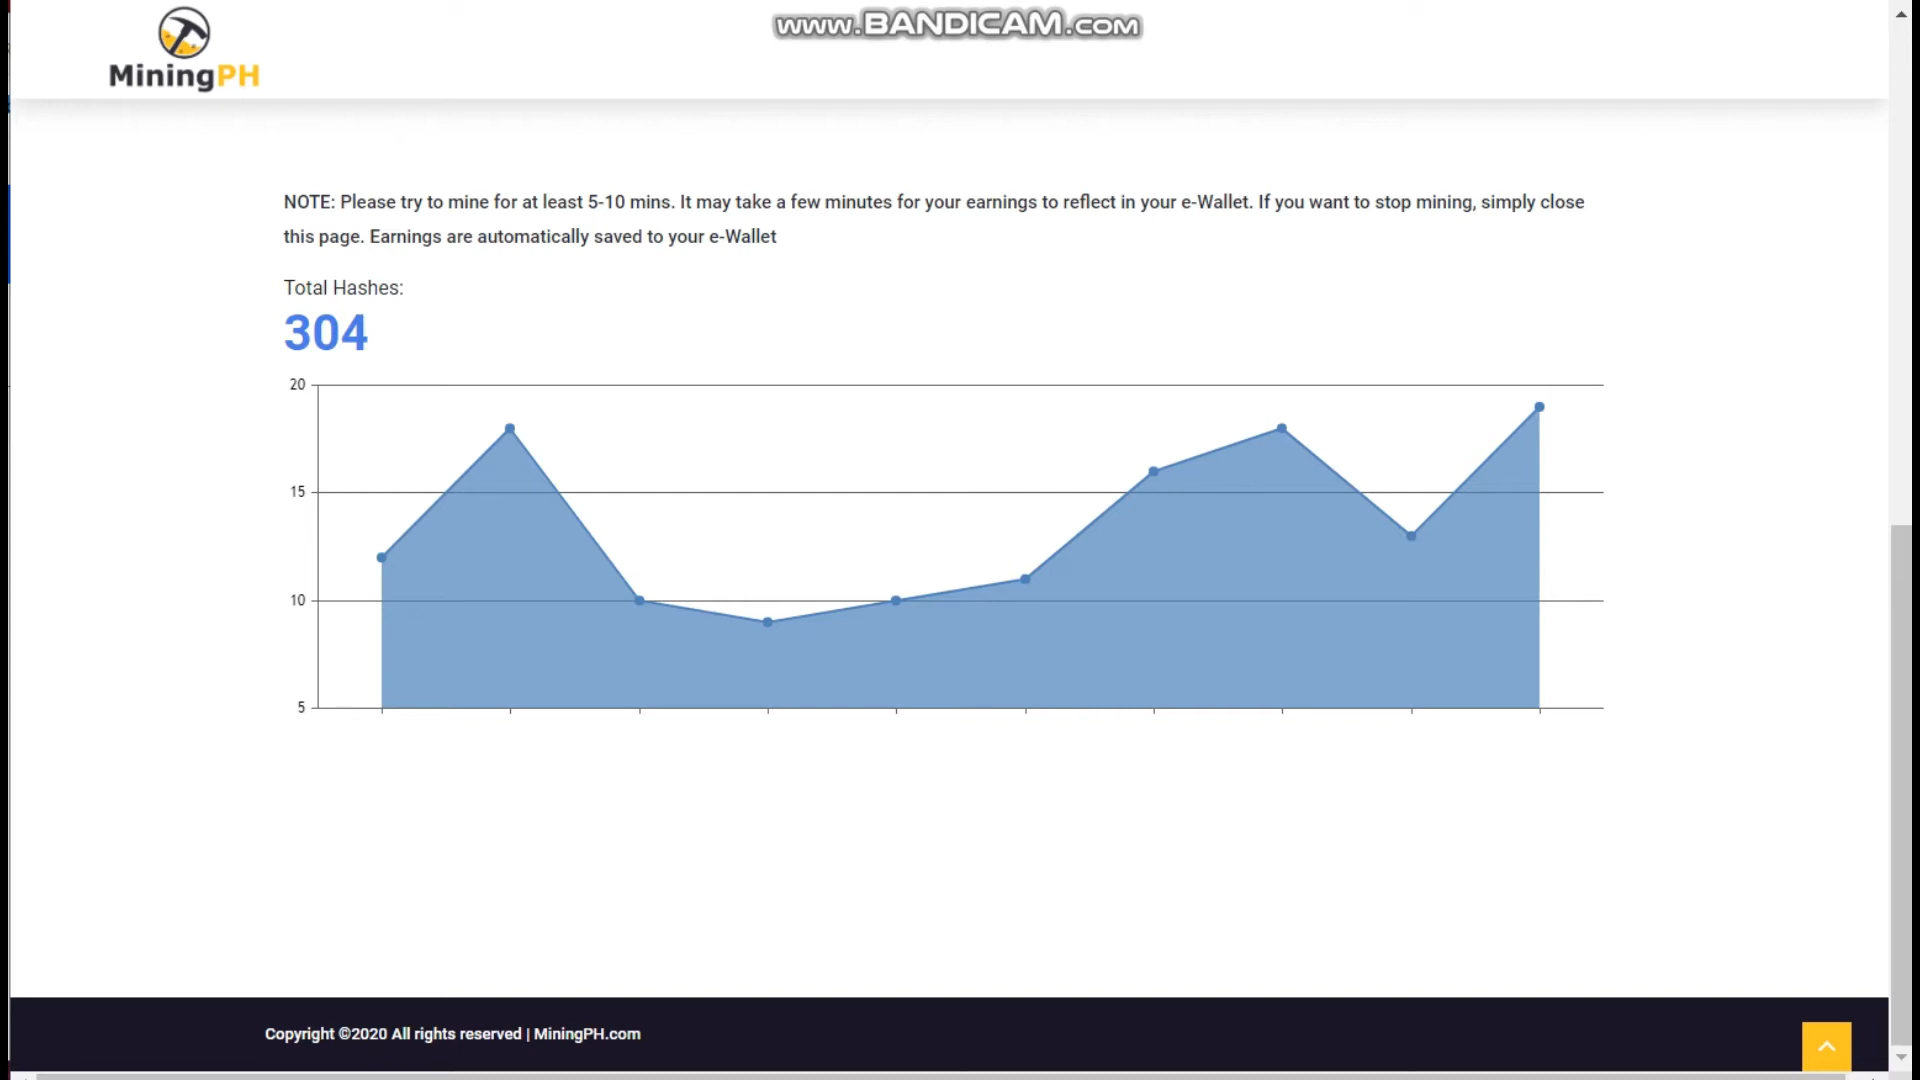 www.BANDICAM.com
MiningPH
NOTE: Please try to mine for at least 5-10 mins. It may take a few minutes for your earnings to reflect in your e-Wallet. If you want to stop mining, simply close
this page. Earnings are automatically saved to your e-Wallet
Total Hashes:
304
20
15
10
5
Copyright ©2020 All rights reserved | MiningPH.com